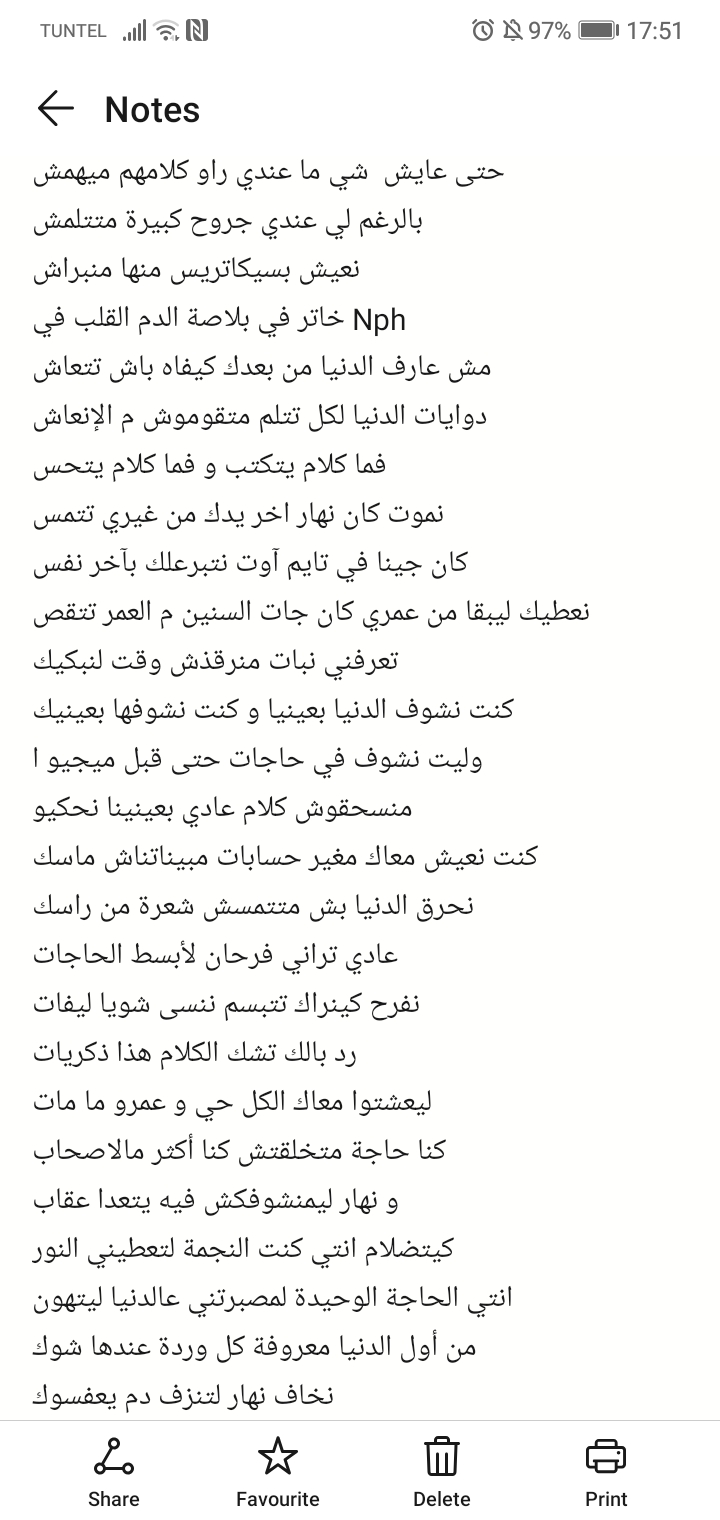 TUNTEL 97% 17:51
Notes
حتى عايش شي ما عندي راو كلامهم ميهمش
بالرغم لي عندي جروح كبيرة متتلمش
نعيش بسيكاتريس منها منبراش
Nph خاتر في بلاصة الدم القلب في
مش عارف الدنيا من بعدك كيفاه باش تتعاش
دوايات الدنيا لكل تتلم متقوموش م الإنعاش
فما كلام يتكتب و فما كلام يتحس
نموت كان نهار اخر يدك من غيري تتمس
كان جينا في تايم آوت نتبرعلك بآخر نفس
نعطيك ليبقا من عمري كان جات السنين م العمر تتقص
تعرفني نبات منرقذش وقت لنبكيك
كنت نشوف الدنيا بعينيا و كنت نشوفها بعينيك
وليت نشوف في حاجات حتى قبل ميجيو ا
منسحقوش كلام عادي بعينينا نحكيو
كنت نعيش معاك مغير حسابات مبيناتناش ماسك
نحرق الدنيا بش متتمسش شعرة من راسك
عادي تراني فرحان لأبسط الحاجات
نفرح كينراك تتبسم ننسى شويا ليفات
رد بالك تشك الكلام هذا ذكريات
ليعشتوا معاك الكل حي و عمرو ما مات
كنا حاجة متخلقتش كنا أكثر مالاصحاب
و نهار ليمنشوفكش فيه يتعدا عقاب
كيتضلام انتي كنت النجمة لتعطيني النور
انتي الحاجة الوحيدة لمصبرتني عالدنيا ليتهون
من أول الدنيا معروفة كل وردة عندها شوك
نخاف نهار لتنزف دم يعفسوك
Share Favourite Delete Print